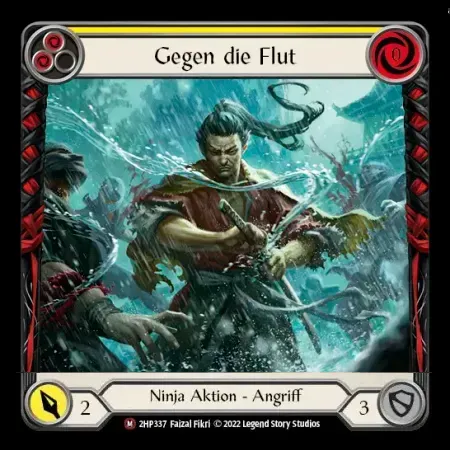 Gegen die Flut
0
2
Ninja Aktion - Angriff
3
M 2HP337 Faizal Fikri © 2022 Legend Story Studios